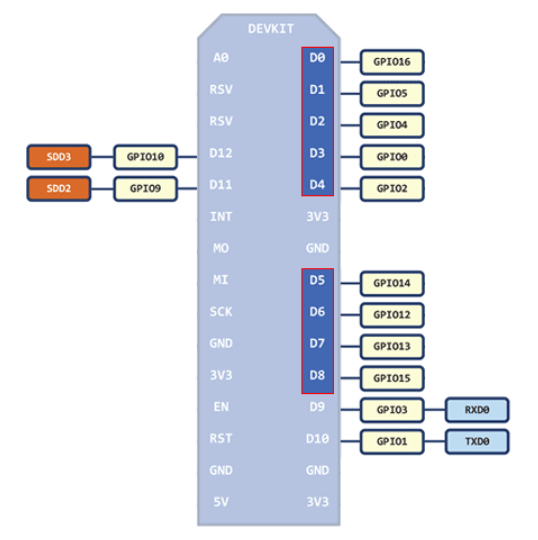 DEVKIT
A0 D0 GPIO16
RSV D1 GPIO5
RSV D2 GPIO4
SDD3 GPIO10 D12 D3 GPIO0
SDD2 GPIO9 D11 D4 GPIO2
INT 3V3
MO GND
MI D5 GPIO14
SCK D6 GPIO12
GND D7 GPIO13
3V3 D8 GPIO15
EN D9 GPIO3 RXD0
RST D10 GPIO1 TXD0
GND GND
5V 3V3